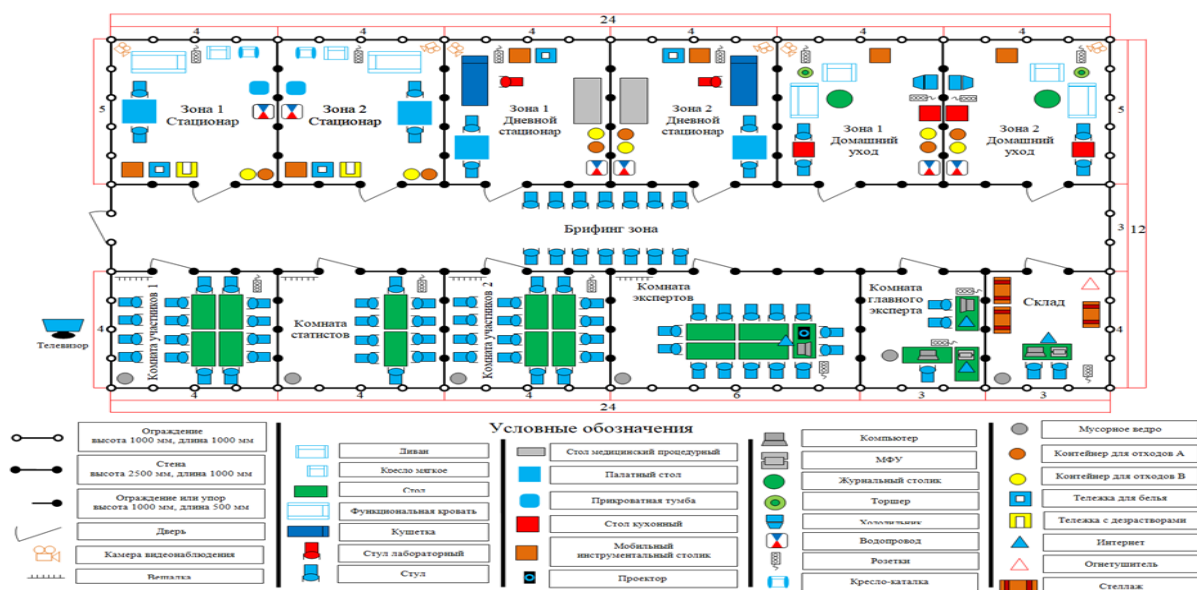 24
4
4
4
4
4
4
5
Зона 1
Стационар
Зона 2
Стационар
Зона 1
Дневной
стационар
Зона 2
Дневной
стационар
Зона 1
Домашний
уход
Зона 2
Домашний
уход
5
12
Брифинг зона
3
4
Телевизор
Комната участников 1
Комната
статистов
Комната участников 2
Комната
экспертов
Комната
главного
эксперта
Склад
4
4
4
4
6
3
3
24
Условные обозначения
Ограждение
высота 1000 мм, длина 1000 мм
Стена
высота 2500 мм, длина 1000 мм
Ограждение или упор
высота 1000 мм, длина 500 мм
Дверь
Камера видеонаблюдения
Вешалка
Диван
Кресло мягкое
Стол
Функциональная кровать
Кушетка
Стул лабораторный
Стул
Стол медицинский процедурный
Палатный стол
Прикроватная тумба
Стол кухонный
Мобильный
инструментальный столик
Проектор
Компьютер
МФУ
Журнальный столик
Торшер
Холодильник
Водопровод
Розетки
Кресло-каталка
Мусорное ведро
Контейнер для отходов А
Контейнер для отходов В
Тележка для белья
Тележка с дезрастворами
Интернет
Огнетушитель
Стеллаж